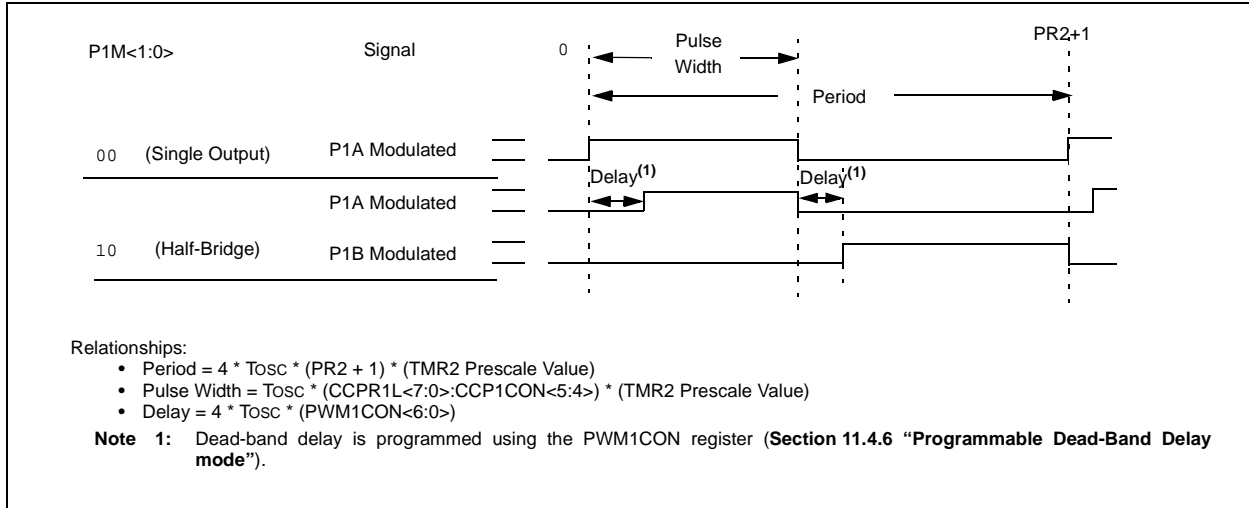 P1M<1:0> Signal 0 Pulse Width PR2+1
Period
00 (Single Output) P1A Modulated
Delay(1) Delay(1)
P1A Modulated
10 (Half-Bridge) P1B Modulated
Relationships:
• Period = 4 * TOSC * (PR2 + 1) * (TMR2 Prescale Value)
• Pulse Width = TOSC * (CCPR1L<7:0>:CCP1CON<5:4>) * (TMR2 Prescale Value)
• Delay = 4 * TOSC * (PWM1CON<6:0>)
Note 1: Dead-band delay is programmed using the PWM1CON register (Section 11.4.6 “Programmable Dead-Band Delay
mode”).